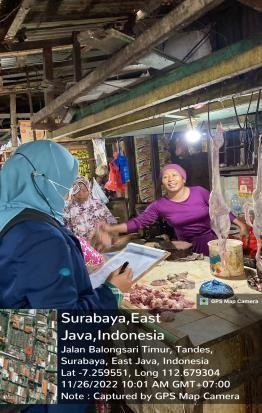 GPS Map Camera
Surabaya,East
Java,Indonesia
Jalan Balongsari Timur, Tandes,
Surabaya, East Java, Indonesia
Lat -7.259551, Long 112.679304
11/26/2022 10:01 AM GMT+07:00
Note : Captured by GPS Map Camera